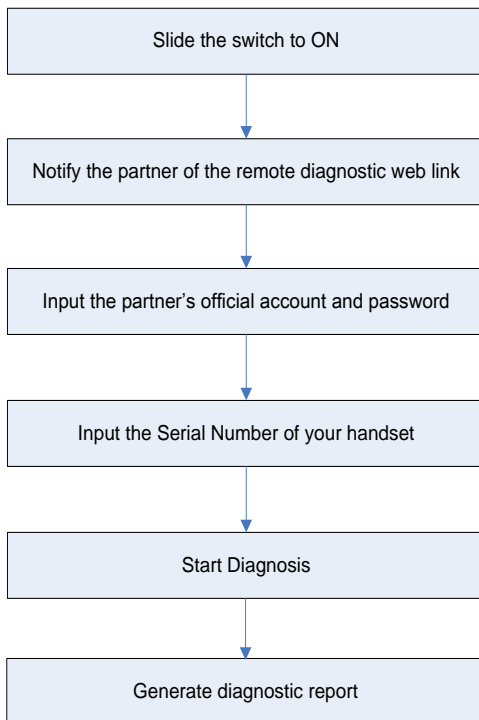 Slide the switch to ON
Notify the partner of the remote diagnostic web link
Input the partner’s official account and password
Input the Serial Number of your handset
Start Diagnosis
Generate diagnostic report